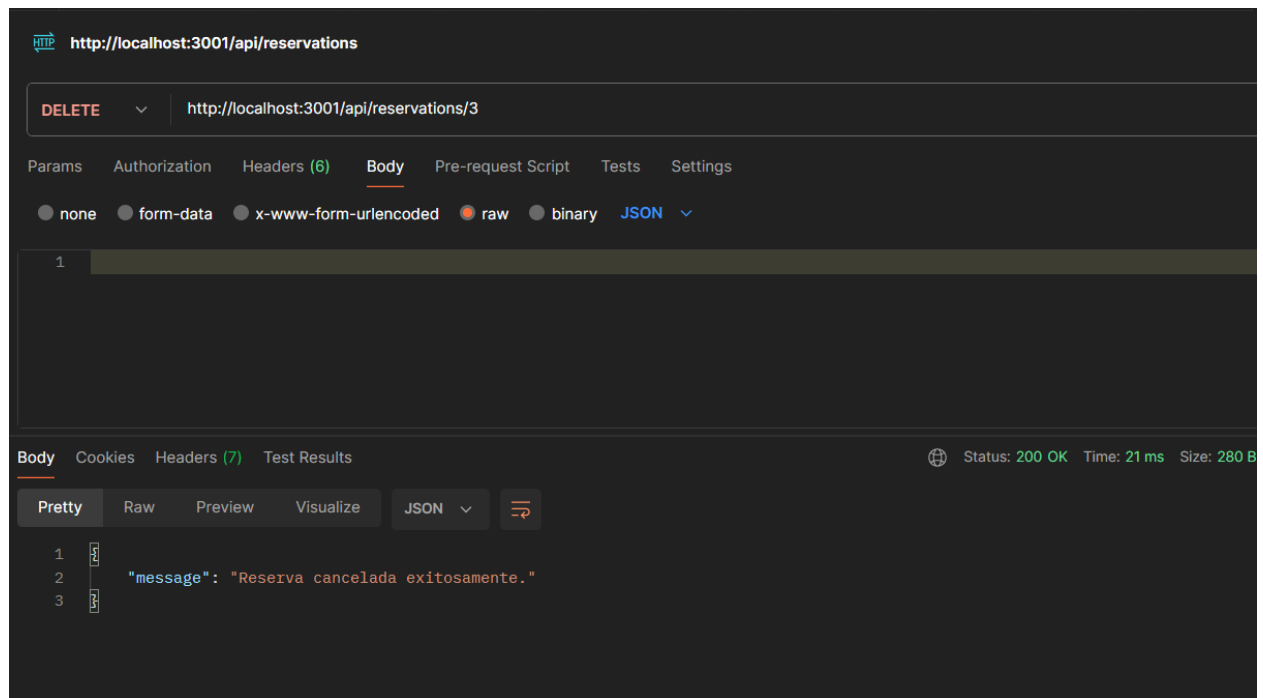 HTTP http://localhost:3001/api/reservations
DELETE http://localhost:3001/api/reservations/3
Params Authorization Headers (6) Body Pre-request Script Tests Settings
none form-data x-www-form-urlencoded raw binary JSON
1
Body Cookies Headers (7) Test Results Status: 200 OK Time: 21 ms Size: 280 B
Pretty Raw Preview Visualize JSON
1 {
2 "message": "Reserva cancelada exitosamente."
3 }